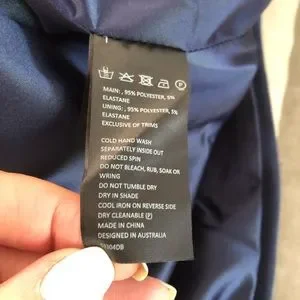 MAIN: , 95% POLYESTER, 5%
ELASTANE
LINING: , 95% POLYESTER, 5%
ELASTANE
EXCLUSIVE OF TRIMS
COLD HAND WASH
SEPARATELY INSIDE OUT
REDUCED SPIN
DO NOT BLEACH, RUB, SOAK OR
WRING
DO NOT TUMBLE DRY
DRY IN SHADE
COOL IRON ON REVERSE SIDE
DRY CLEANABLE Ⓟ
MADE IN CHINA
DESIGNED IN AUSTRALIA